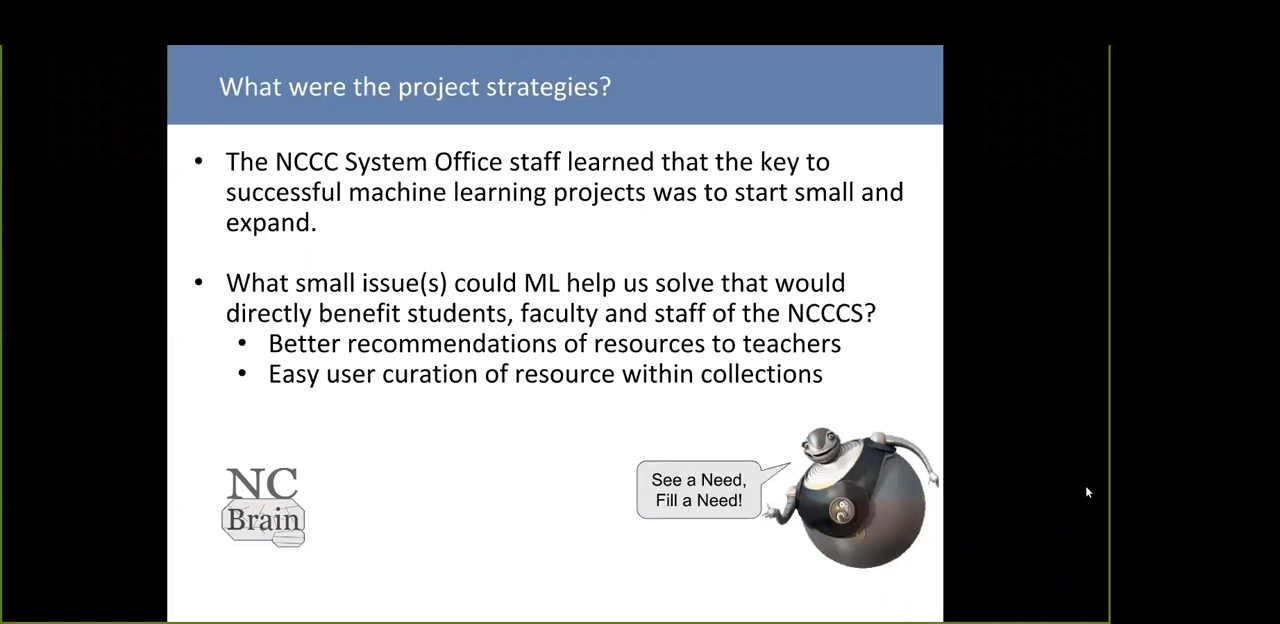 What were the project strategies?
• The NCCC System Office staff learned that the key to
successful machine learning projects was to start small and
expand.
• What small issue(s) could ML help us solve that would
directly benefit students, faculty and staff of the NCCCS?
• Better recommendations of resources to teachers
• Easy user curation of resource within collections
NC
Brain
See a Need,
Fill a Need!